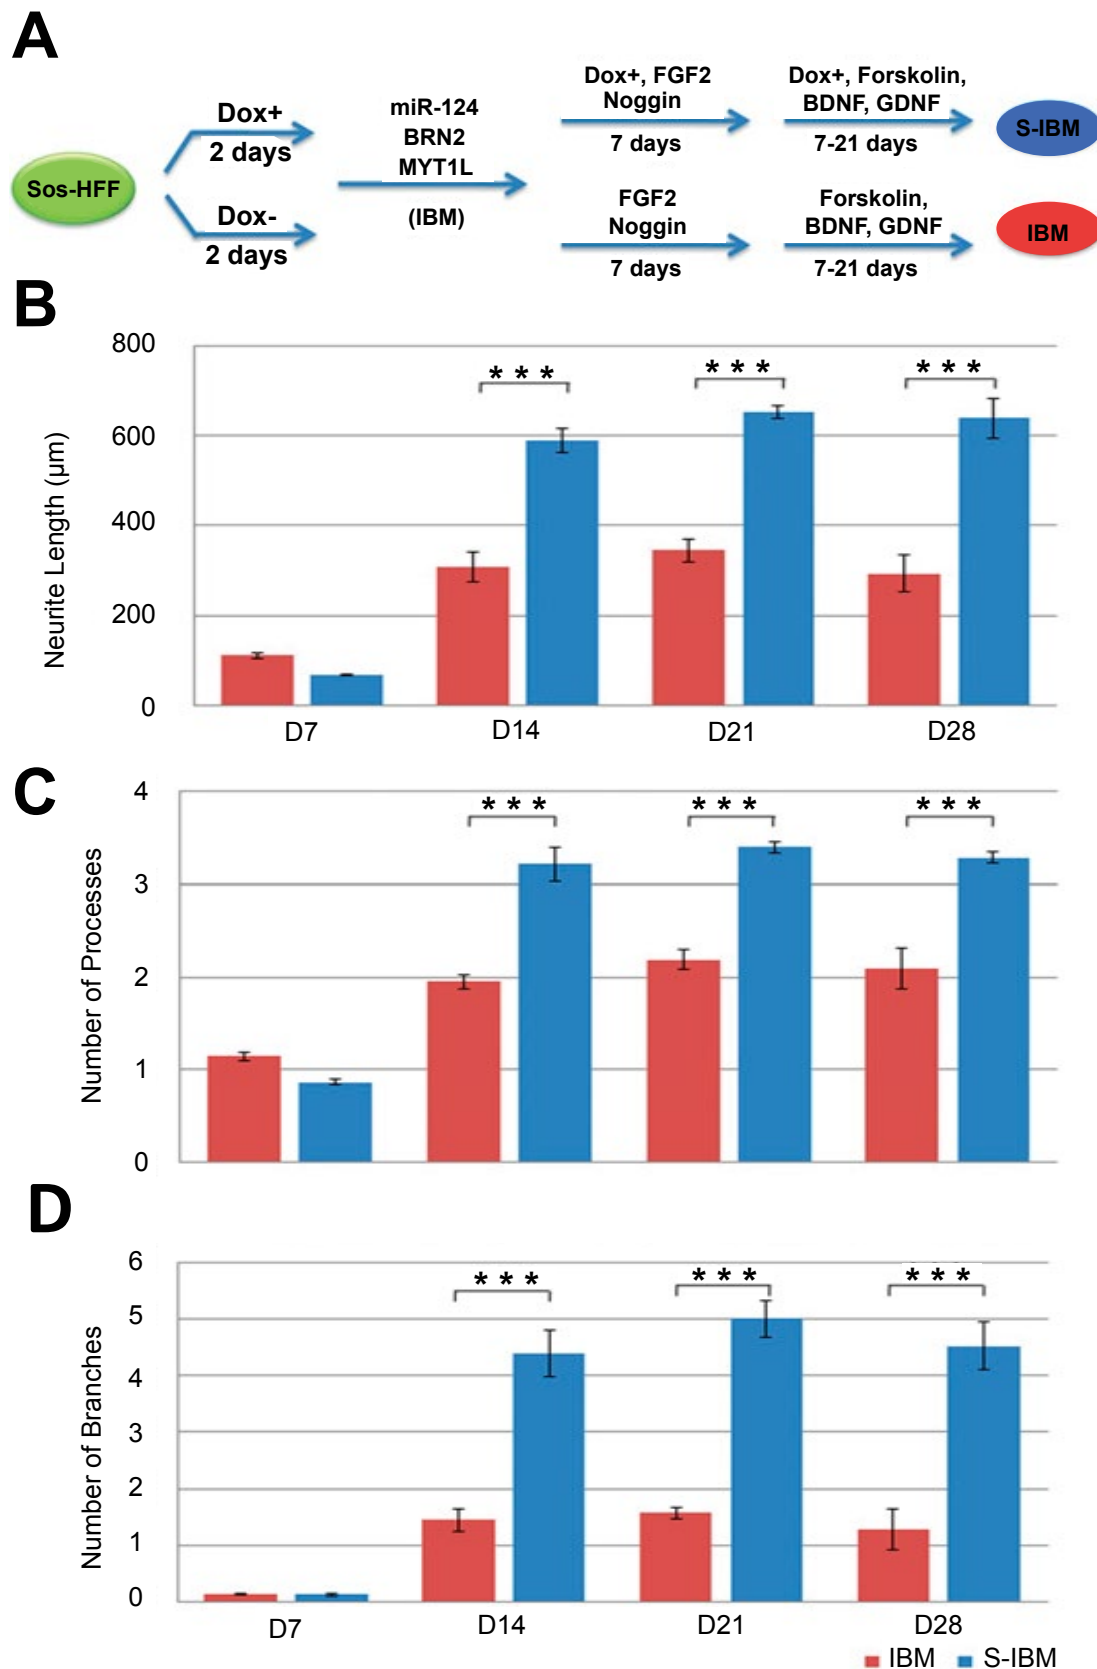 A
Sos-HFF
Dox+
2 days
Dox-
2 days
miR-124
BRN2
MYT1L
(IBM)
Dox+, FGF2
Noggin
7 days
Dox+, Forskolin,
BDNF, GDNF
7-21 days
S-IBM
FGF2
Noggin
7 days
Forskolin,
BDNF, GDNF
7-21 days
IBM
B
Neurite Length (µm)
800
600
400
200
0
***
***
***
D7
D14
D21
D28
C
Number of Processes
4
3
2
1
0
***
***
***
D
Number of Branches
6
5
4
3
2
1
0
***
***
***
D7
D14
D21
D28
IBM
S-IBM